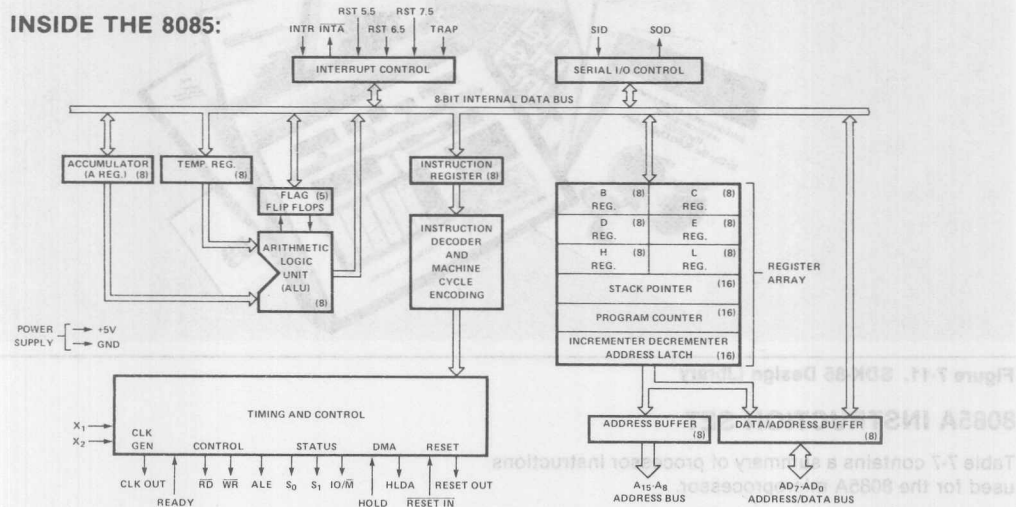 INSIDE THE 8085:
RST 5.5 RST 7.5
INTR INTA RST 6.5 TRAP
SID SOD
INTERRUPT CONTROL
SERIAL I/O CONTROL
8-BIT INTERNAL DATA BUS
ACCUMULATOR
(A REG.) (8)
TEMP. REG.
(8)
FLAG (5)
FLIP FLOPS
ARITHMETIC
LOGIC
UNIT
(ALU)
(8)
INSTRUCTION
REGISTER (8)
INSTRUCTION
DECODER
AND
MACHINE
CYCLE
ENCODING
B (8) C (8)
REG. REG.
D (8) E (8)
REG. REG.
H (8) L (8)
REG. REG.
STACK POINTER (16)
PROGRAM COUNTER (16)
INCREMENTER DECREMENTER
ADDRESS LATCH (16)
REGISTER
ARRAY
POWER
SUPPLY
+5V
GND
TIMING AND CONTROL
X1
X2
CLK
GEN
CONTROL STATUS DMA RESET
CLK OUT RD WR ALE S0 S1 IO/M HLDA RESET OUT
READY HOLD RESET IN
ADDRESS BUFFER
(8)
DATA/ADDRESS BUFFER
(8)
A15-A8
ADDRESS BUS
AD7-AD0
ADDRESS/DATA BUS
Figure 7-11. SDK-85 Design Library
8085A INSTRUCTION SET
Table 7-7 contains a summary of processor instructions
used for the 8085A microprocessor.